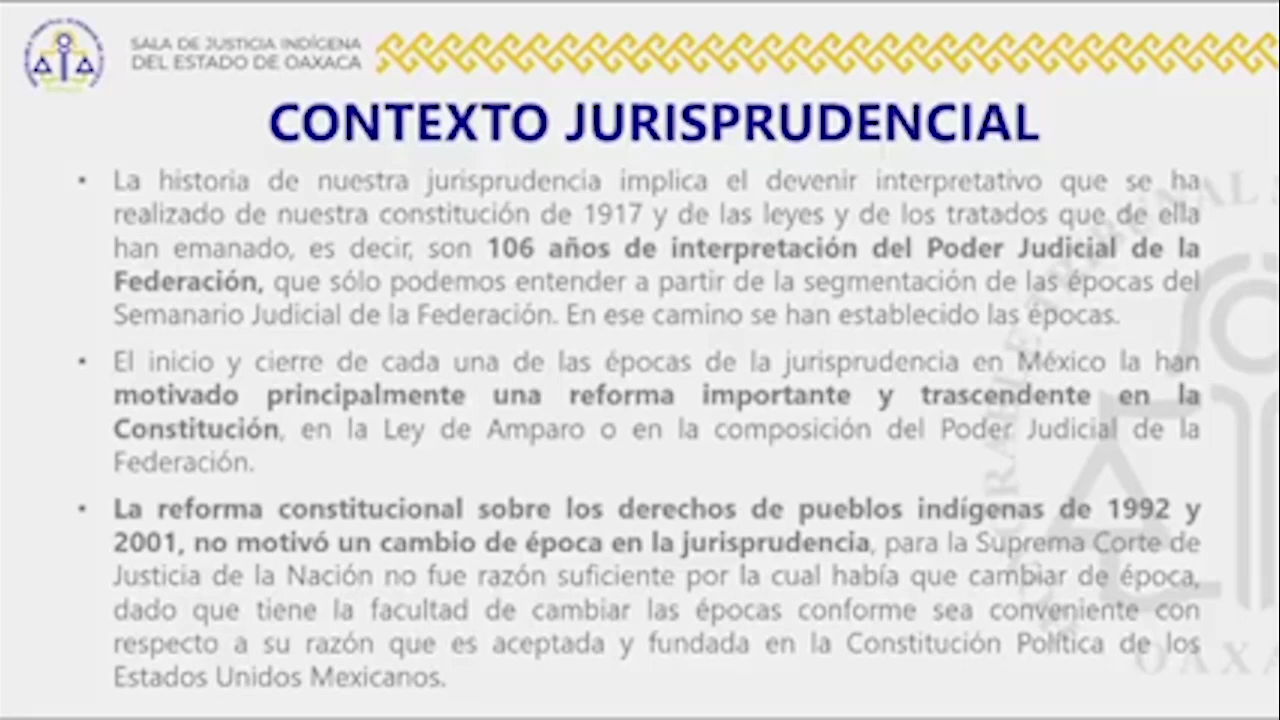 SALA DE JUSTICIA INDÍGENA
DEL ESTADO DE OAXACA
CONTEXTO JURISPRUDENCIAL
• La historia de nuestra jurisprudencia implica el devenir interpretativo que se ha
realizado de nuestra constitución de 1917 y de las leyes y de los tratados que de ella
han emanado, es decir, son 106 años de interpretación del Poder Judicial de la
Federación, que sólo podemos entender a partir de la segmentación de las épocas del
Semanario Judicial de la Federación. En ese camino se han establecido las épocas.
• El inicio y cierre de cada una de las épocas de la jurisprudencia en México la han
motivado principalmente una reforma importante y trascendente en la
Constitución, en la Ley de Amparo o en la composición del Poder Judicial de la
Federación.
• La reforma constitucional sobre los derechos de pueblos indígenas de 1992 y
2001, no motivó un cambio de época en la jurisprudencia, para la Suprema Corte de
Justicia de la Nación no fue razón suficiente por la cual había que cambiar de época,
dado que tiene la facultad de cambiar las épocas conforme sea conveniente con
respecto a su razón que es aceptada y fundada en la Constitución Política de los
Estados Unidos Mexicanos.